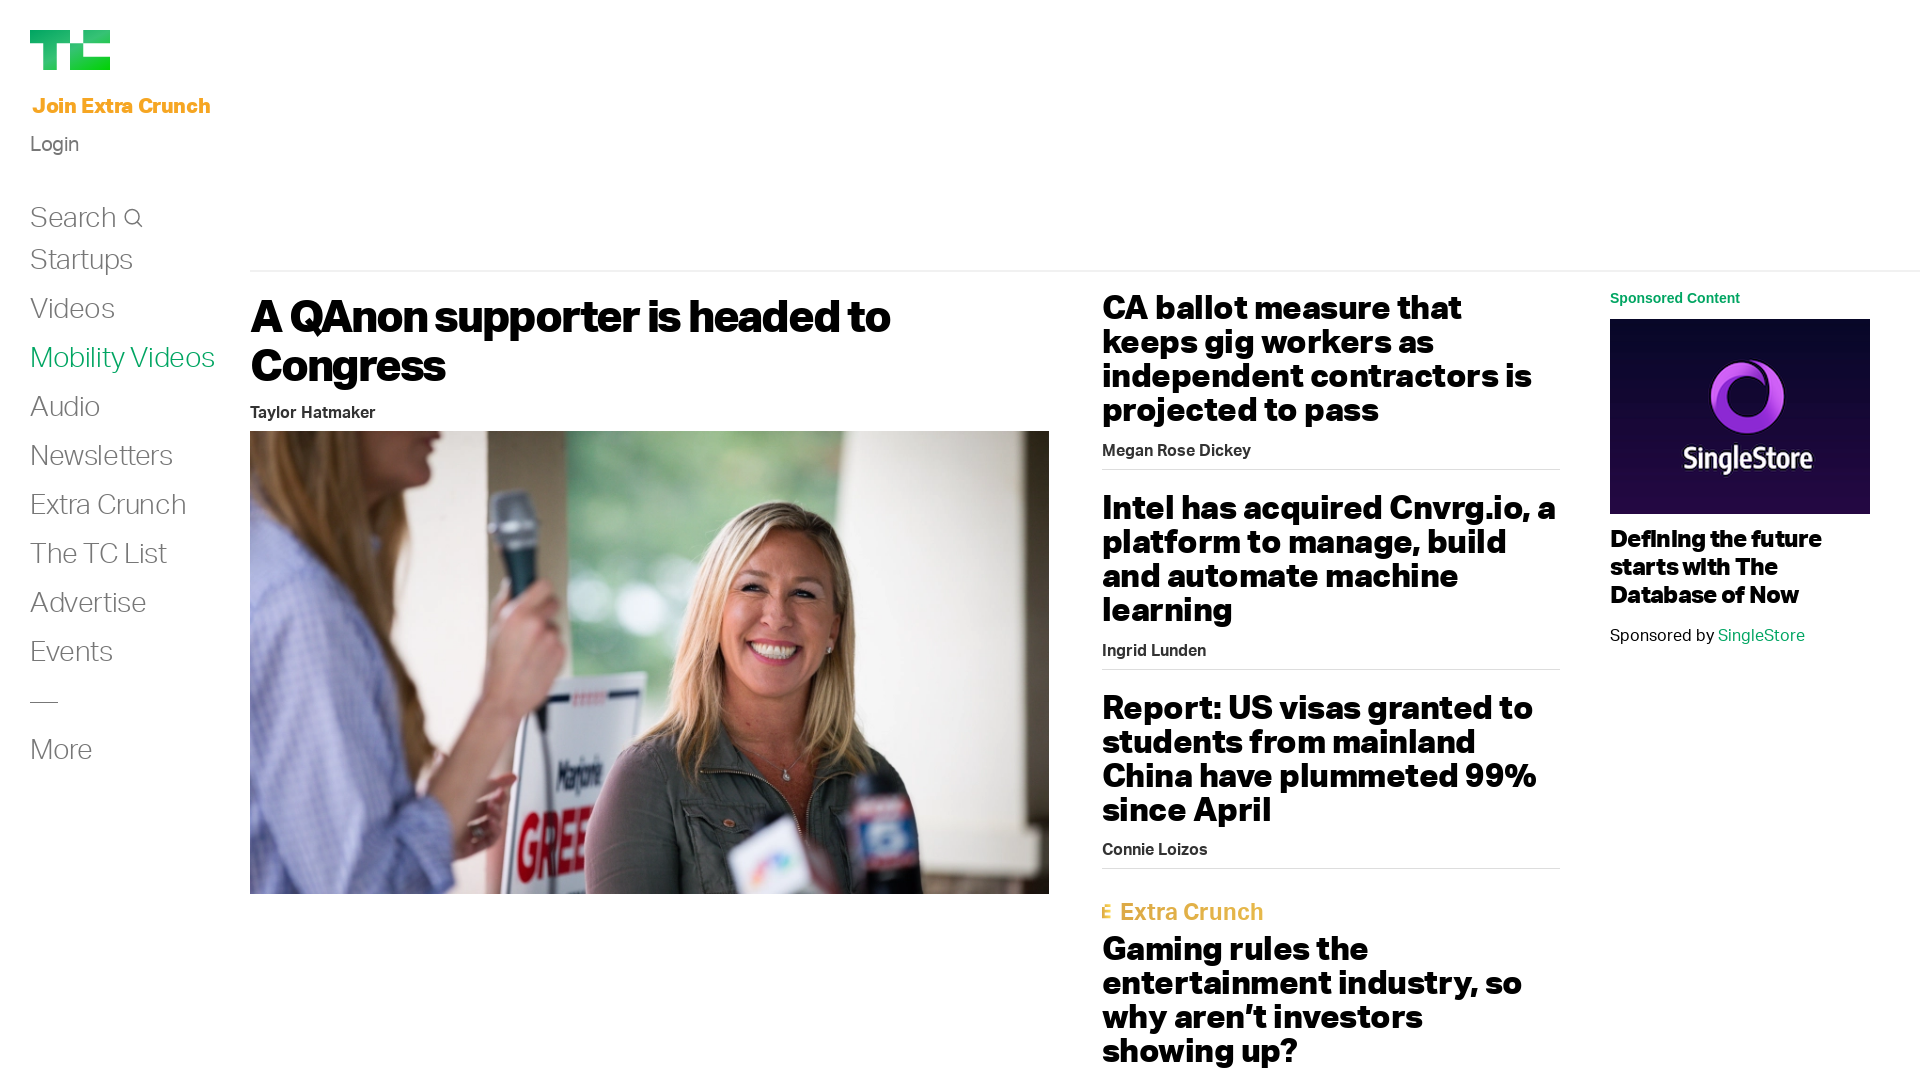 TC
Join Extra Crunch
Login
Search
Startups
Videos
Mobility Videos
Audio
Newsletters
Extra Crunch
The TC List
Advertise
Events
More
A QAnon supporter is headed to
Congress
Taylor Hatmaker
Marjorie
GREE
5
CA ballot measure that
keeps gig workers as
independent contractors is
projected to pass
Megan Rose Dickey
Intel has acquired Cnvrg.io, a
platform to manage, build
and automate machine
learning
Ingrid Lunden
Report: US visas granted to
students from mainland
China have plummeted 99%
since April
Connie Loizos
Extra Crunch
Gaming rules the
entertainment industry, so
why aren’t investors
showing up?
Sponsored Content
SingleStore
Defining the future
starts with The
Database of Now
Sponsored by SingleStore